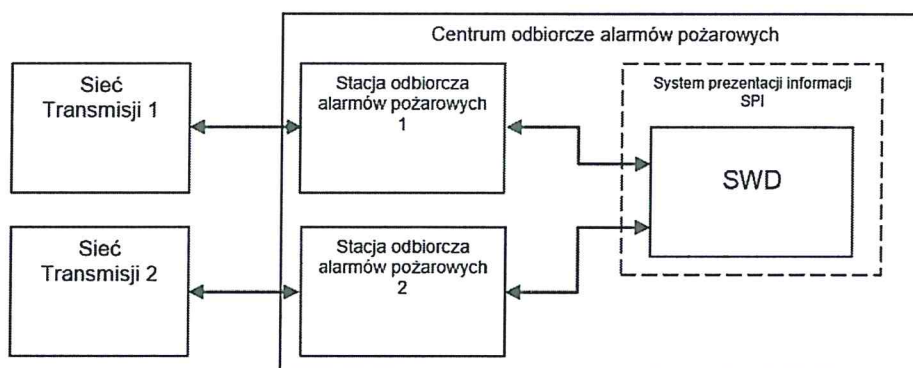 Centrum odbiorcze alarmów pożarowych
Sieć
Transmisji 1
Stacja odbiorcza
alarmów pożarowych
1
System prezentacji informacji
SPI
SWD
Sieć
Transmisji 2
Stacja odbiorcza
alarmów pożarowych
2